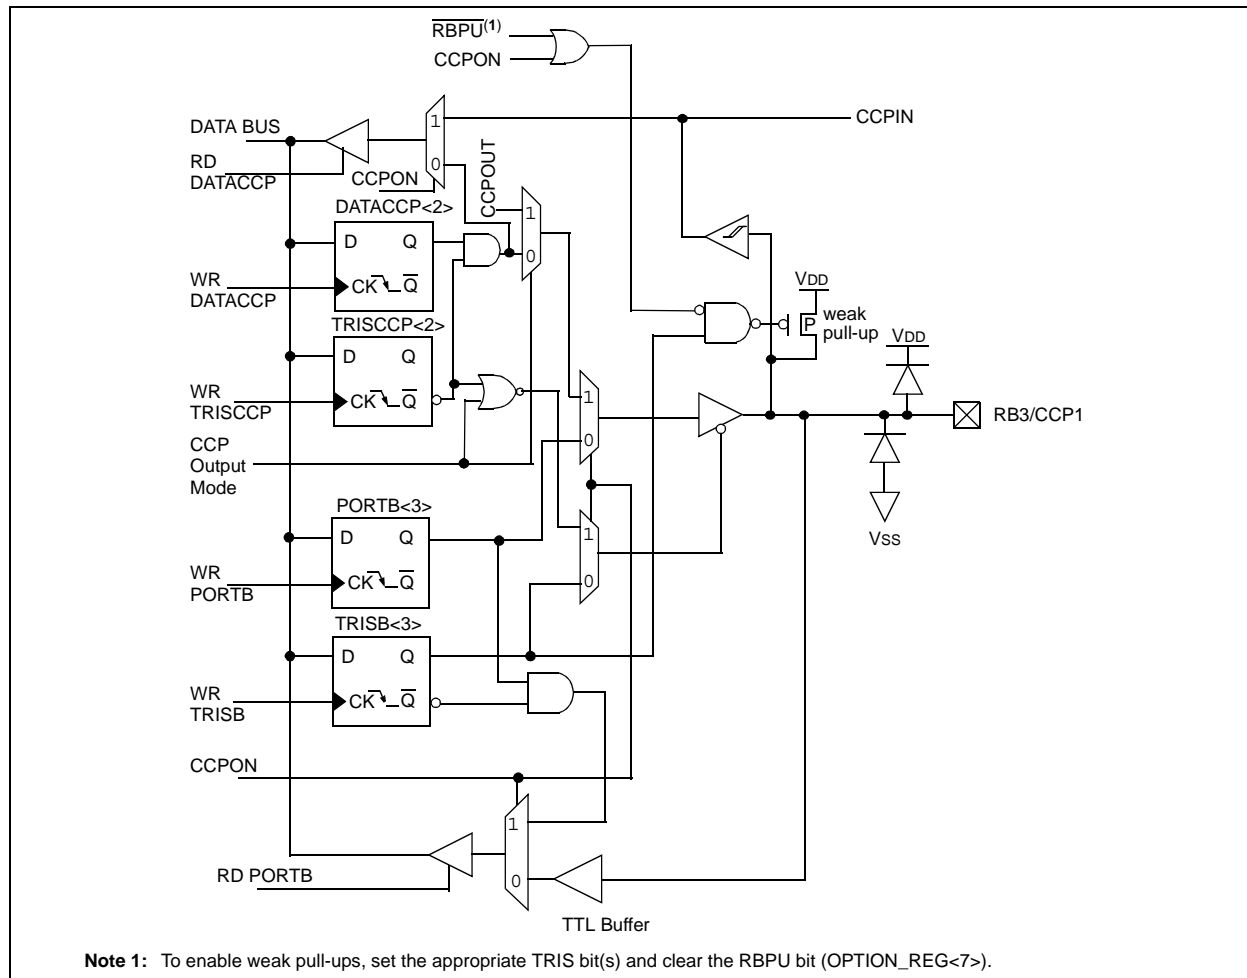 RBPU(1)
CCPON
DATA BUS
1
CCPIN
RD
DATACCP
0
CCPON
CCPOUT
DATACCP<2>
1
D Q
0
WR
DATACCP
CK Q
VDD
P
weak
pull-up
TRISCCP<2>
VDD
D Q
WR
TRISCCP
CK Q
1
RB3/CCP1
CCP
Output
Mode
0
PORTB<3>
D Q
1
VSS
WR
PORTB
CK Q
0
TRISB<3>
D Q
WR
TRISB
CK Q
CCPON
1
RD PORTB
0
TTL Buffer
Note 1: To enable weak pull-ups, set the appropriate TRIS bit(s) and clear the RBPU bit (OPTION_REG<7>).